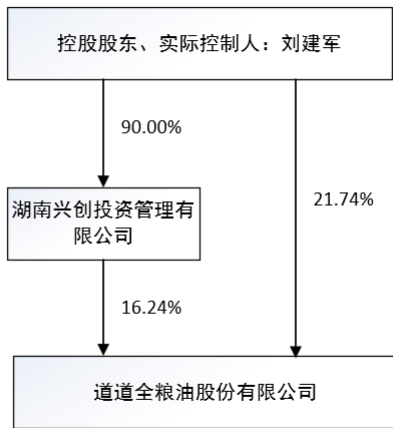 控股股东、实际控制人：刘建军
90.00%
21.74%
湖南兴创投资管理有
限公司
16.24%
道道全粮油股份有限公司